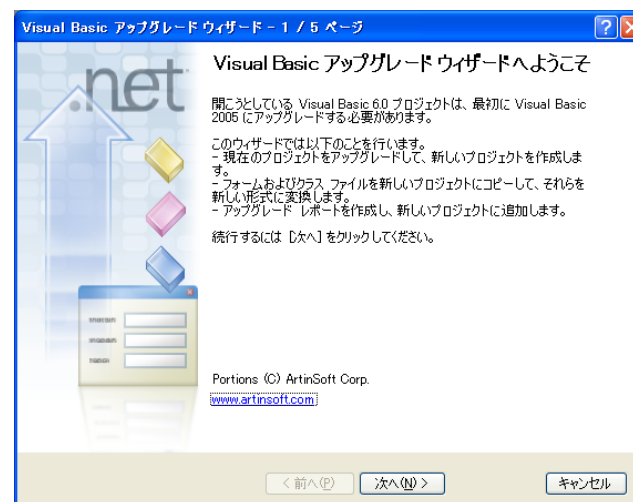 Visual Basic アップグレード ウィザード - 1 / 5 ページ
.net
Visual Basic アップグレード ウィザードへようこそ
開こうとしている Visual Basic 6.0 プロジェクトは、最初に Visual Basic
2005 にアップグレードする必要があります。
このウィザードでは以下のことを行います。
- 現在のプロジェクトをアップグレードして、新しいプロジェクトを作成しま
す。
- フォームおよびクラス ファイルを新しいプロジェクトにコピーして、それらを
新しい形式に変換します。
- アップグレード レポートを作成し、新しいプロジェクトに追加します。
続行するには [次へ] をクリックしてください。
Portions (C) ArtinSoft Corp.
www.artinsoft.com
< 前へ(P)
次へ(N) >
キャンセル